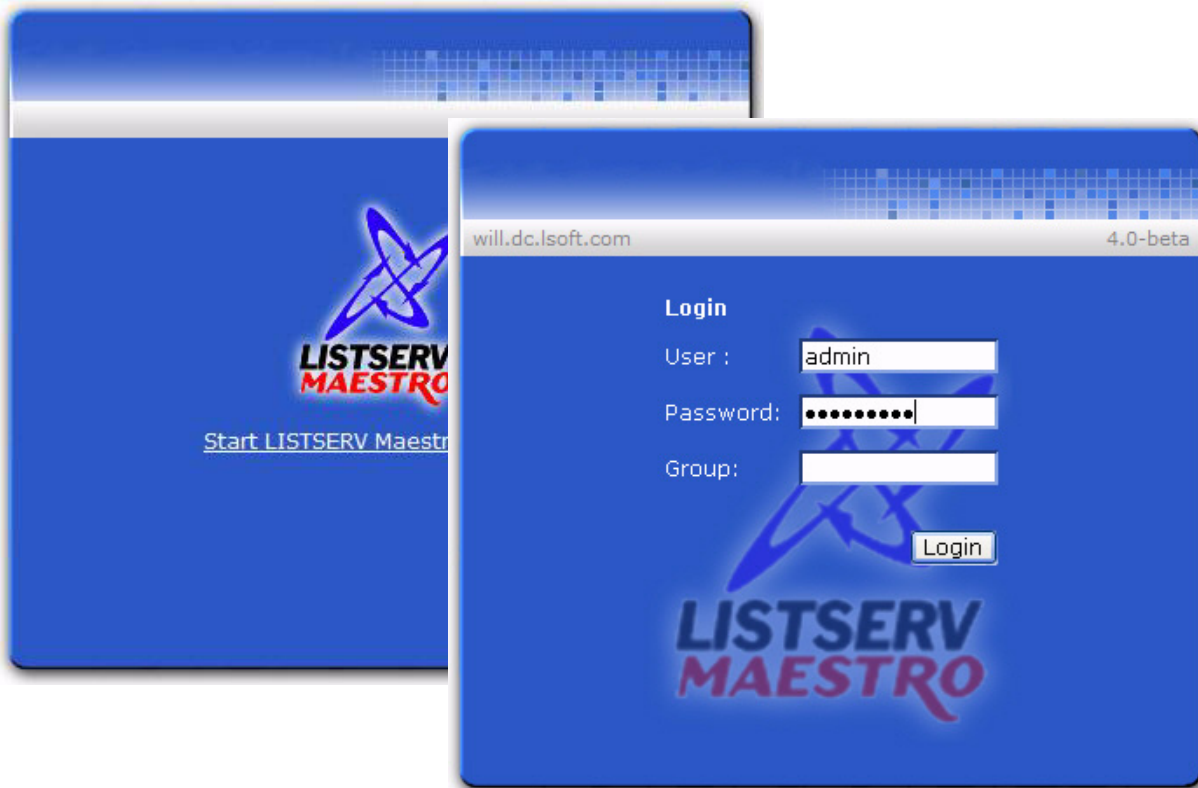 LISTSERV
MAESTRO
Start LISTSERV Maestr
will.dc.lsoft.com 4.0-beta
Login
User : admin
Password: •••••••••
Group:
Login
LISTSERV
MAESTRO